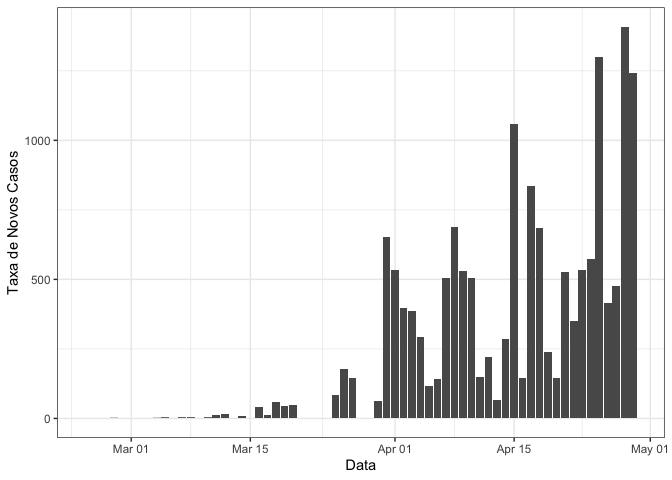 Taxa de Novos Casos
1000
500
0
Mar 01
Mar 15
Apr 01
Apr 15
May 01
Data